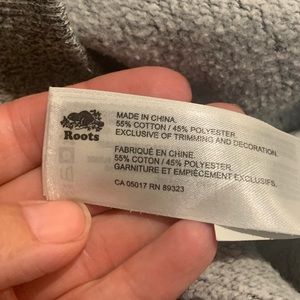 Roots
MADE IN CHINA.
55% COTTON / 45% POLYESTER
EXCLUSIVE OF TRIMMING AND DECORATION.
FABRIQUÉ EN CHINE.
55% COTON / 45% POLYESTER
GARNITURE ET EMPIÈCEMENT EXCLUSIFS.
CA 05017 RN 89323